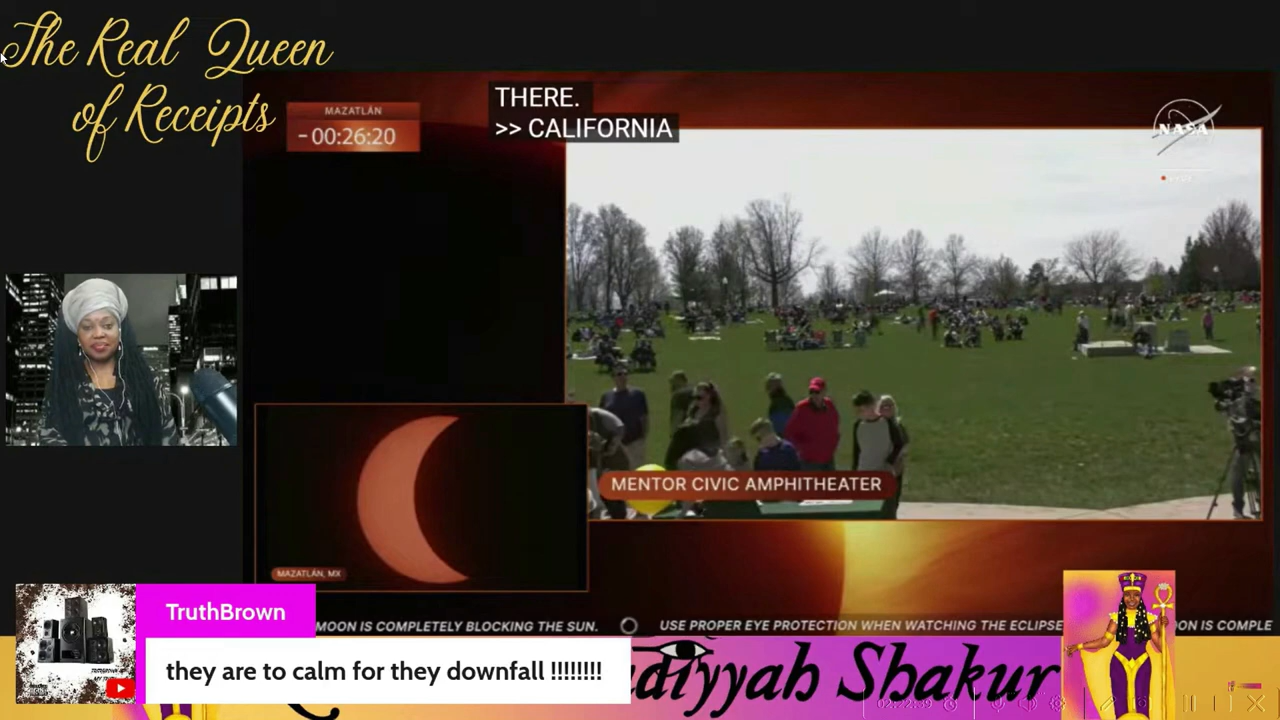 The Real Queen
of Receipts
MAZATLÁN
-00:26:20
THERE.
>> CALIFORNIA
NASA
MENTOR CIVIC AMPHITHEATER
MAZATLÁN, MX
MOON IS COMPLETELY BLOCKING THE SUN.
USE PROPER EYE PROTECTION WHEN WATCHING THE ECLIPSE
ON IS COMPLE
TruthBrown
they are to calm for they downfall !!!!!!!!
adiyyah Shakur